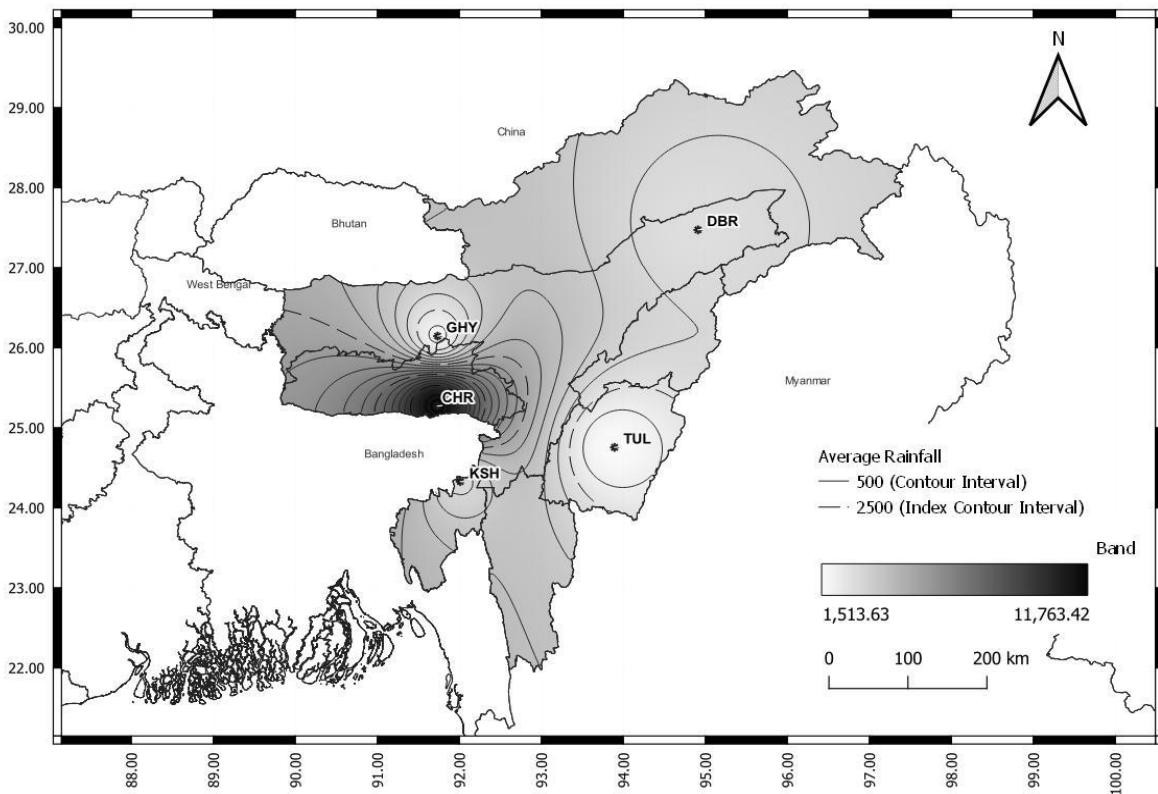 30.00
29.00
28.00
27.00
26.00
25.00
24.00
23.00
22.00
N
China
Bhutan
DBR
West Bengal
GHY
CHR
Myanmar
TUL
Bangladesh
KSH
Average Rainfall
500 (Contour Interval)
2500 (Index Contour Interval)
Band
1,513.63 11,763.42
0 100 200 km
88.00 89.00 90.00 91.00 92.00 93.00 94.00 95.00 96.00 97.00 98.00 99.00 100.00